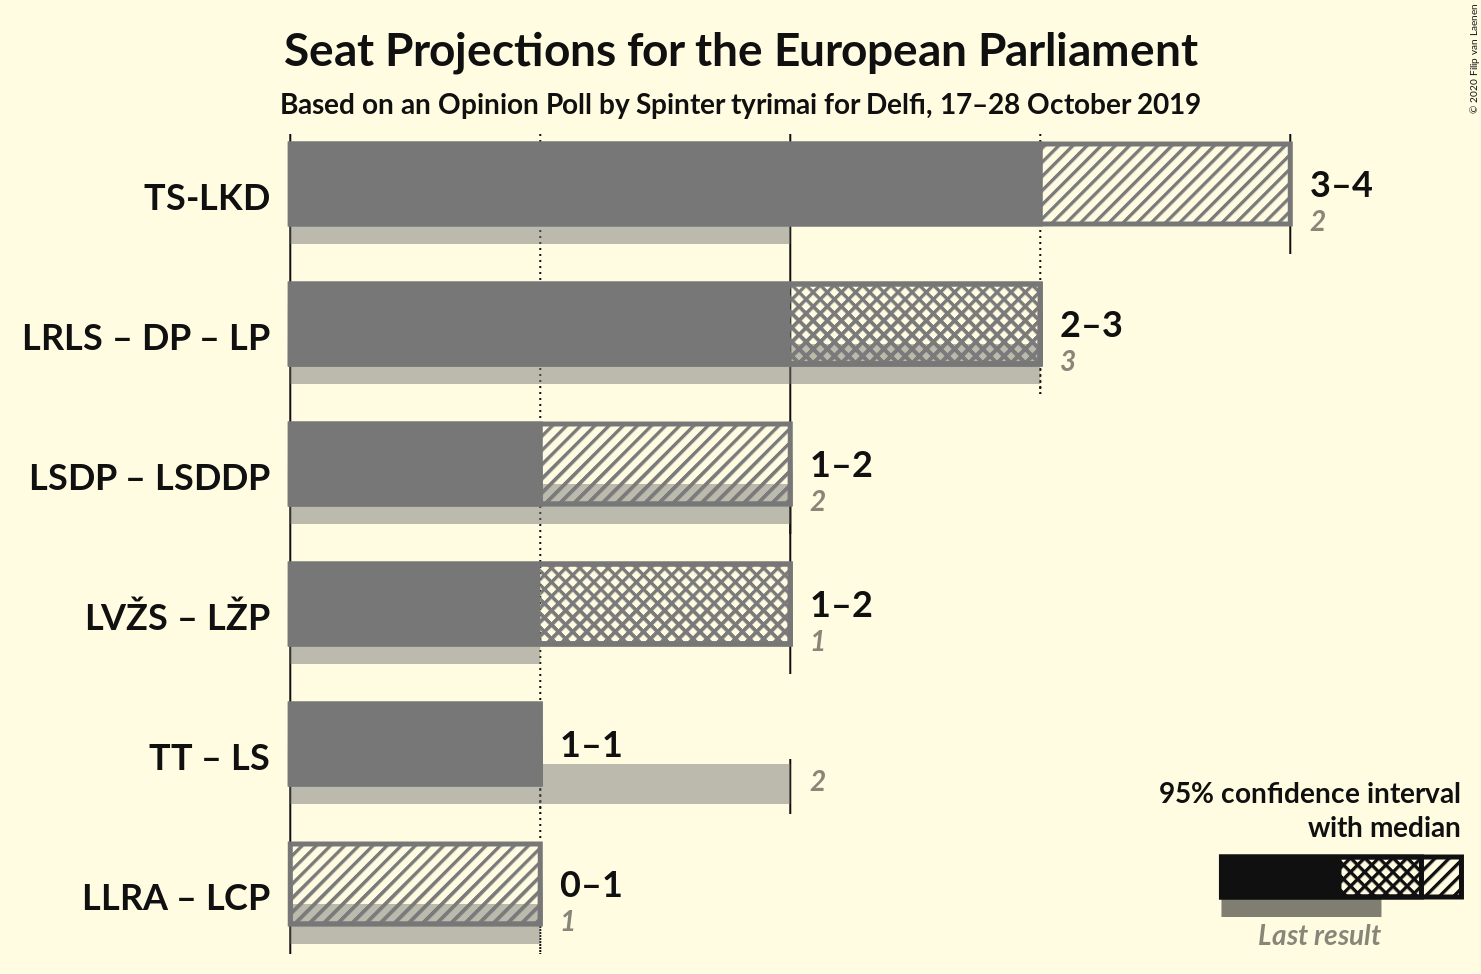 Seat Projections for the European Parliament
Based on an Opinion Poll by Spinter tyrimai for Delfi, 17–28 October 2019
© 2020 Filip van Laenen
TS-LKD
3–4
2
LRLS – DP – LP
2–3
3
LSDP – LSDDP
1–2
2
LVŽS – LŽP
1–2
1
TT – LS
1–1
2
LLRA – LCP
0–1
1
95% confidence interval
with median
Last result